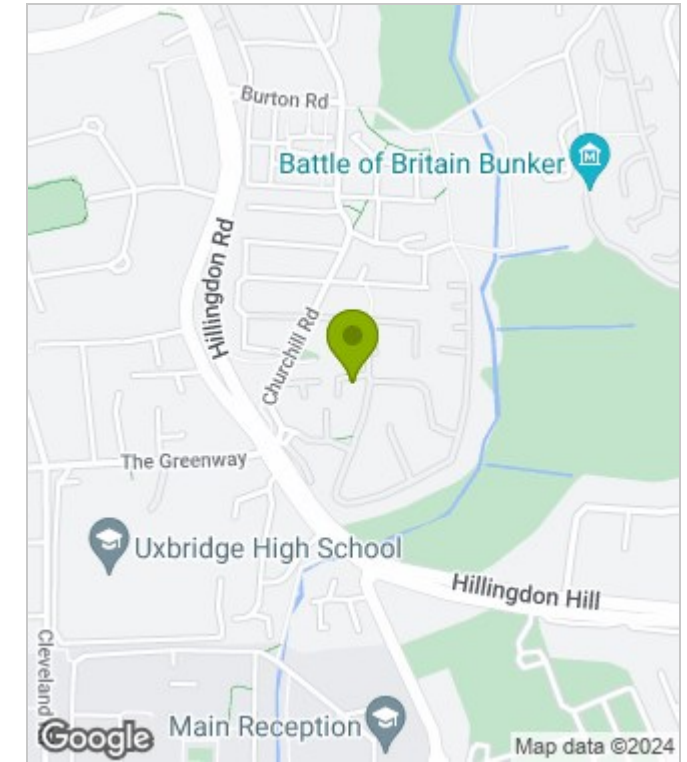 Burton Rd
Battle of Britain Bunker
Hillingdon Rd
Churchill Rd
The Greenway
Uxbridge High School
Hillingdon Hill
Cleveland
Main Reception
Google
Map data ©2024